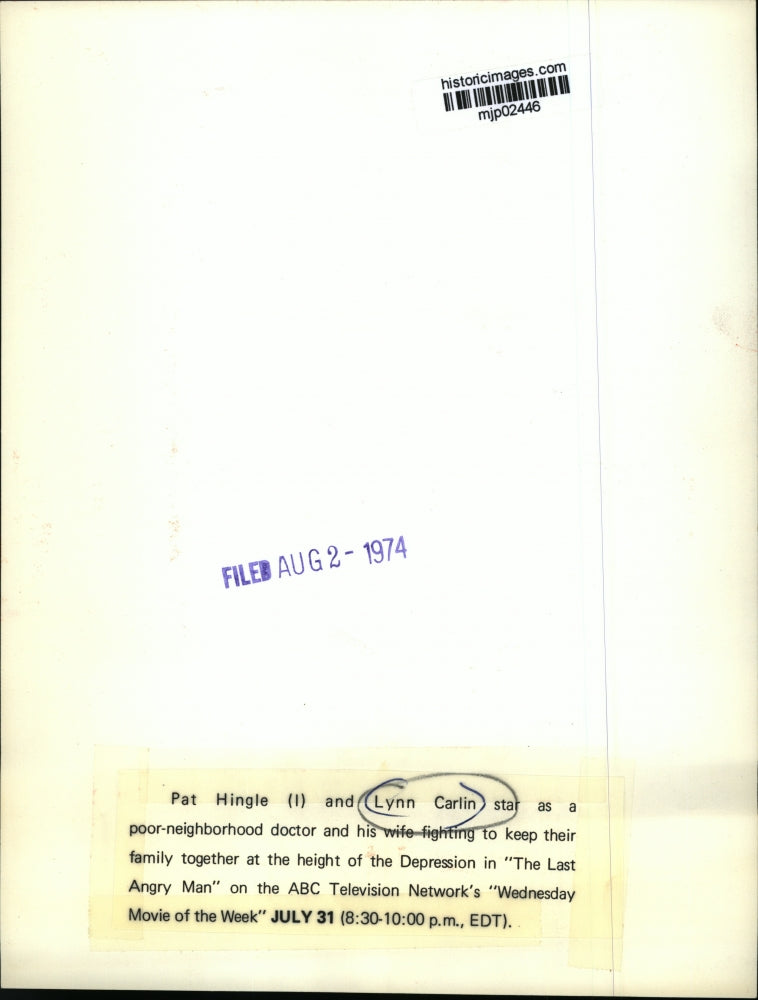 historicimages.com
mjp02446
FILED AUG 2 - 1974
Pat Hingle (l) and Lynn Carlin star as a
poor-neighborhood doctor and his wife fighting to keep their
family together at the height of the Depression in "The Last
Angry Man" on the ABC Television Network's "Wednesday
Movie of the Week" JULY 31 (8:30-10:00 p.m., EDT).